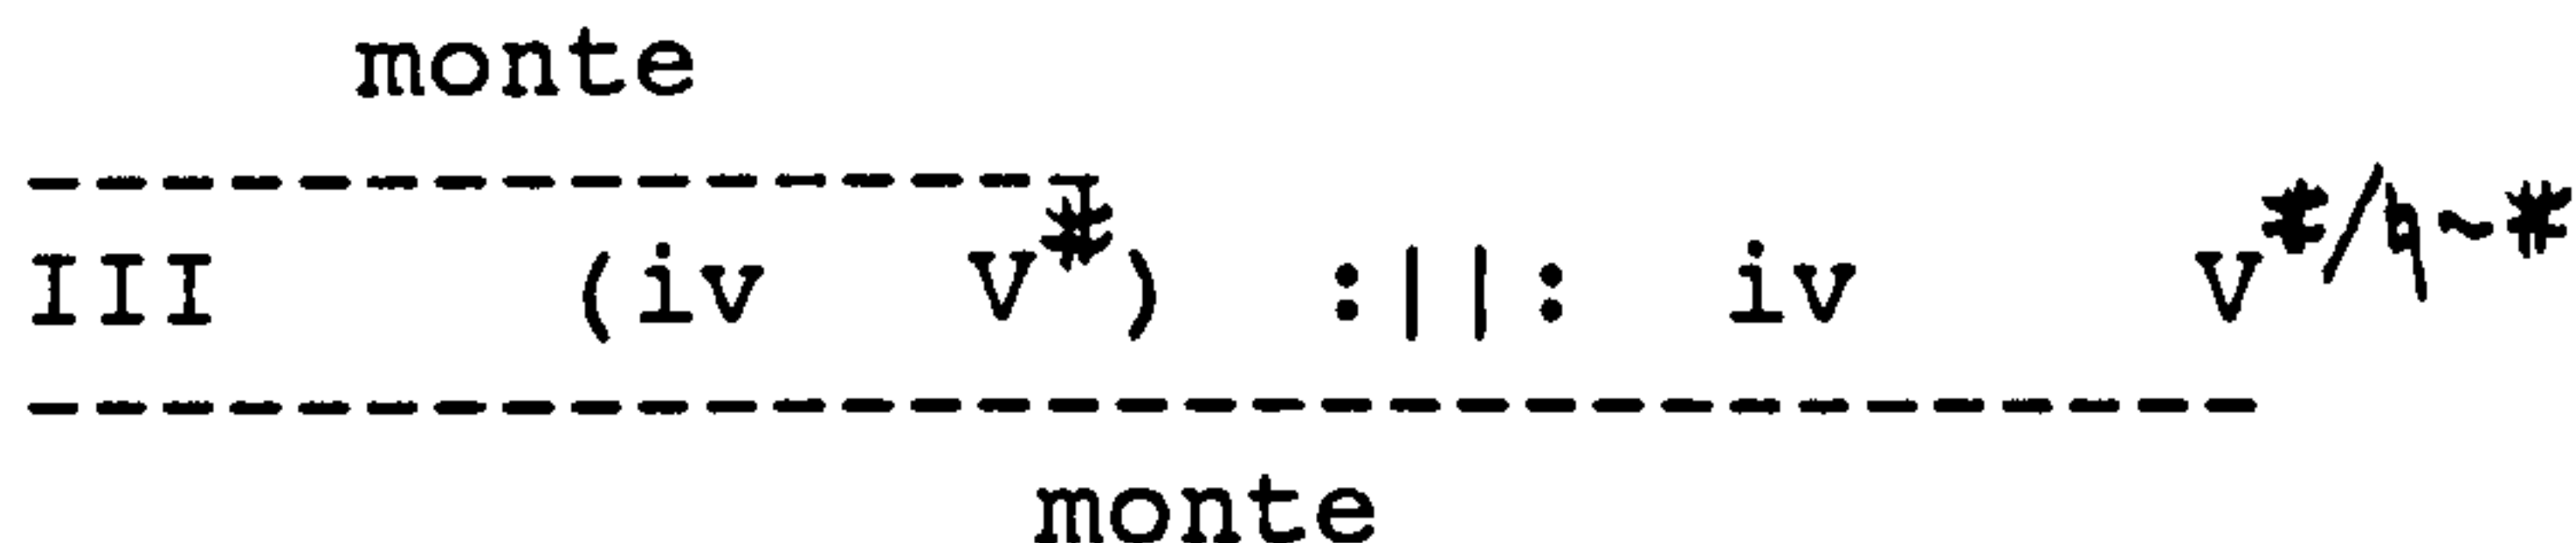 monte
----------------
III (iv V♯) :||: iv V♯/♮~♯
---------------------------------
monte